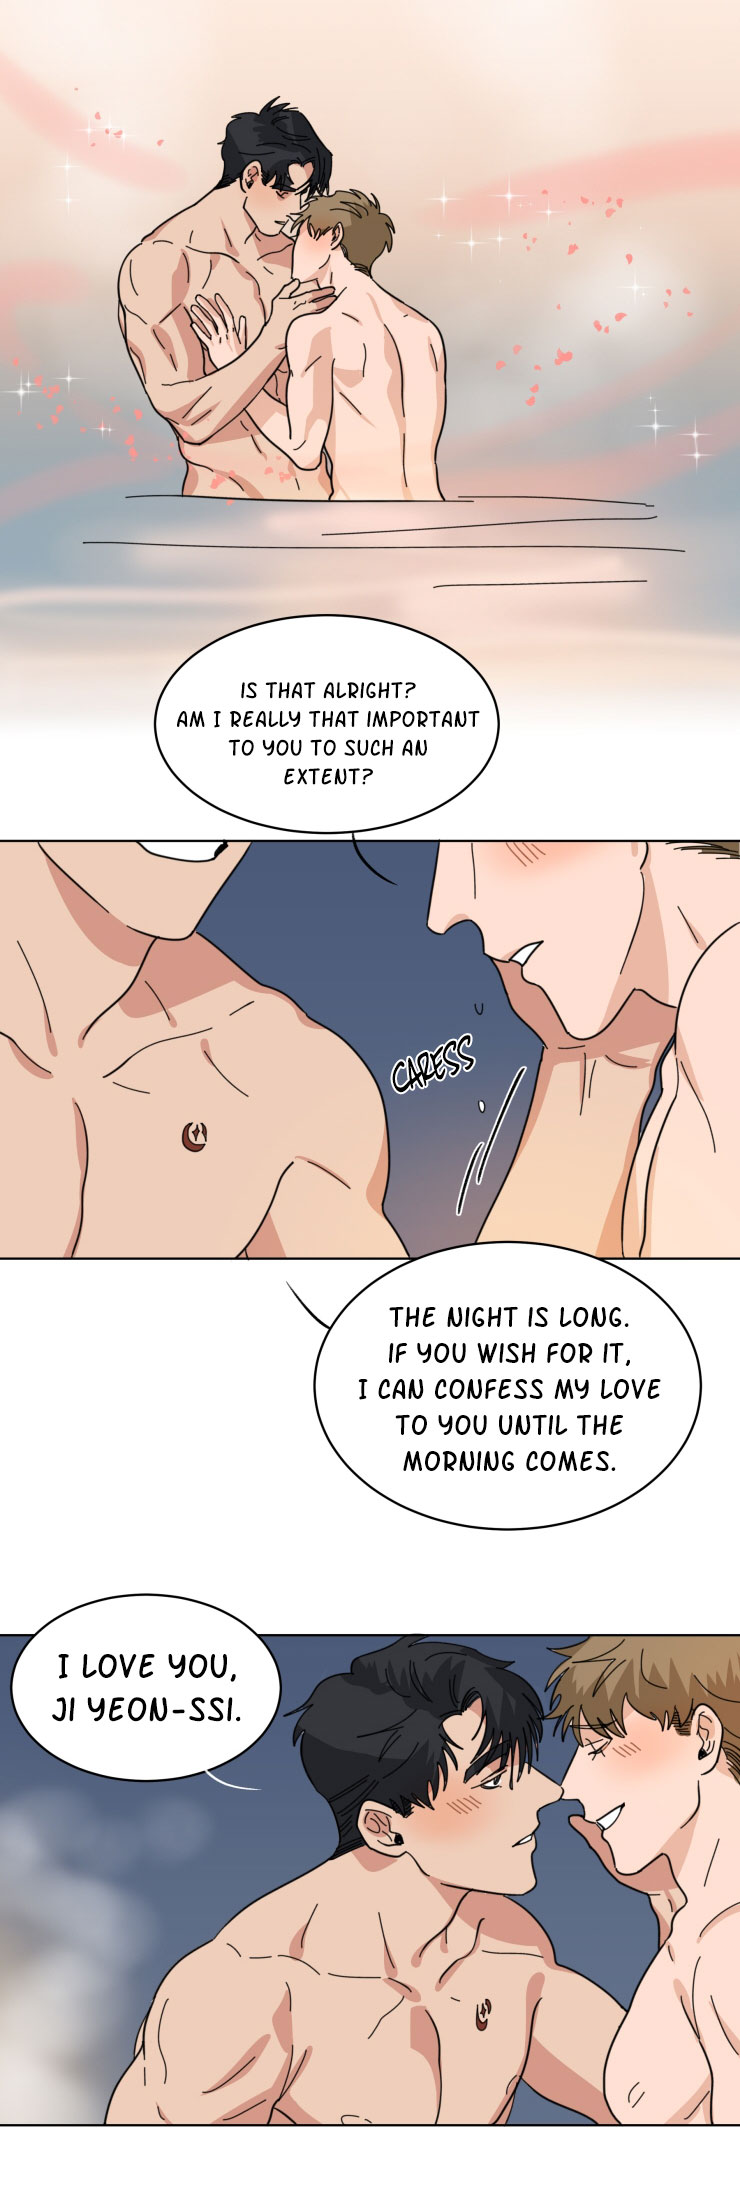 IS THAT ALRIGHT?
AM I REALLY THAT IMPORTANT
TO YOU TO SUCH AN
EXTENT?
CARESS
THE NIGHT IS LONG.
IF YOU WISH FOR IT,
I CAN CONFESS MY LOVE
TO YOU UNTIL THE
MORNING COMES.
I LOVE YOU,
JI YEON-SSI.